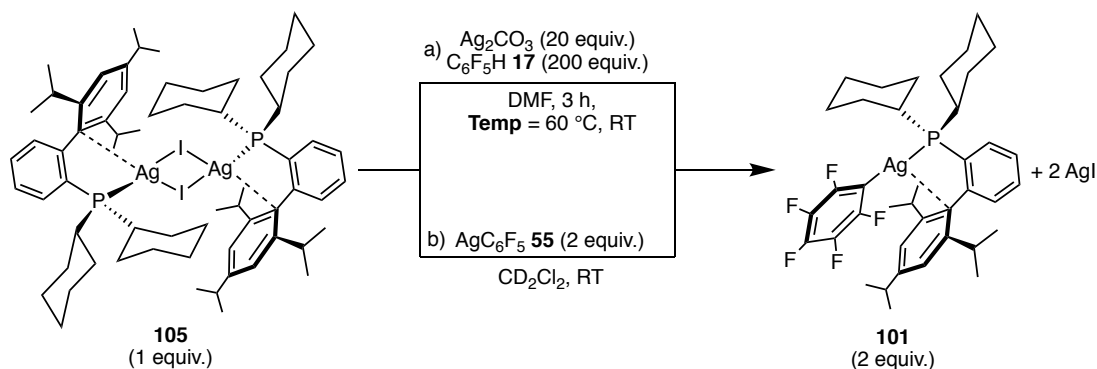 a) Ag2CO3 (20 equiv.)
C6F5H 17 (200 equiv.)
DMF, 3 h,
Temp = 60 °C, RT
b) AgC6F5 55 (2 equiv.)
CD2Cl2, RT
P
Ag
I
I
Ag
P
105
(1 equiv.)
P
Ag
F
F
F
F
F
+ 2 AgI
101
(2 equiv.)